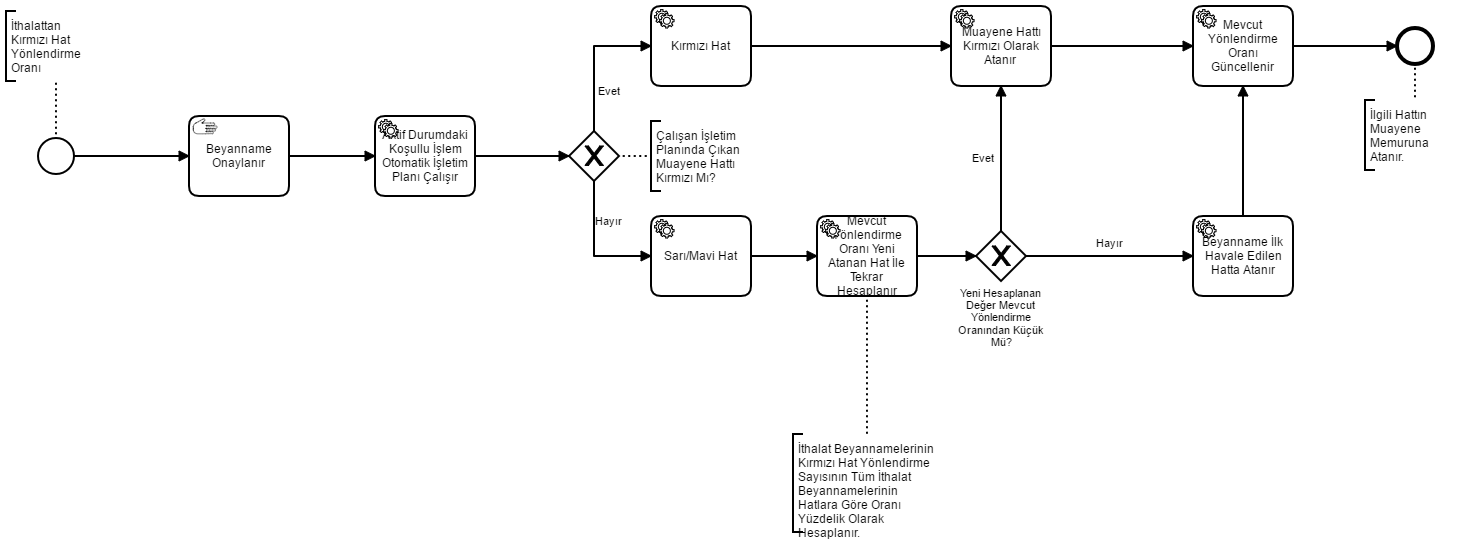 İthalattan
Kırmızı Hat
Yönlendirme
Oranı
Beyanname
Onaylanır
Aktif Durumdaki
Koşullu İşlem
Otomatik İşletim
Planı Çalışır
Evet
Çalışan İşletim
Planında Çıkan
Muayene Hattı
Kırmızı Mı?
Hayır
Kırmızı Hat
Sarı/Mavi Hat
Mevcut
Yönlendirme
Oranı Yeni
Atanan Hat İle
Tekrar
Hesaplanır
İthalat Beyannamelerinin
Kırmızı Hat Yönlendirme
Sayısının Tüm İthalat
Beyannamelerinin
Hatlara Göre Oranı
Yüzdelik Olarak
Hesaplanır.
Muayene Hattı
Kırmızı Olarak
Atanır
Evet
Yeni Hesaplanan
Değer Mevcut
Yönlendirme
Oranından Küçük
Mü?
Hayır
Beyanname İlk
Havale Edilen
Hatta Atanır
Mevcut
Yönlendirme
Oranı
Güncellenir
İlgili Hattın
Muayene
Memuruna
Atanır.